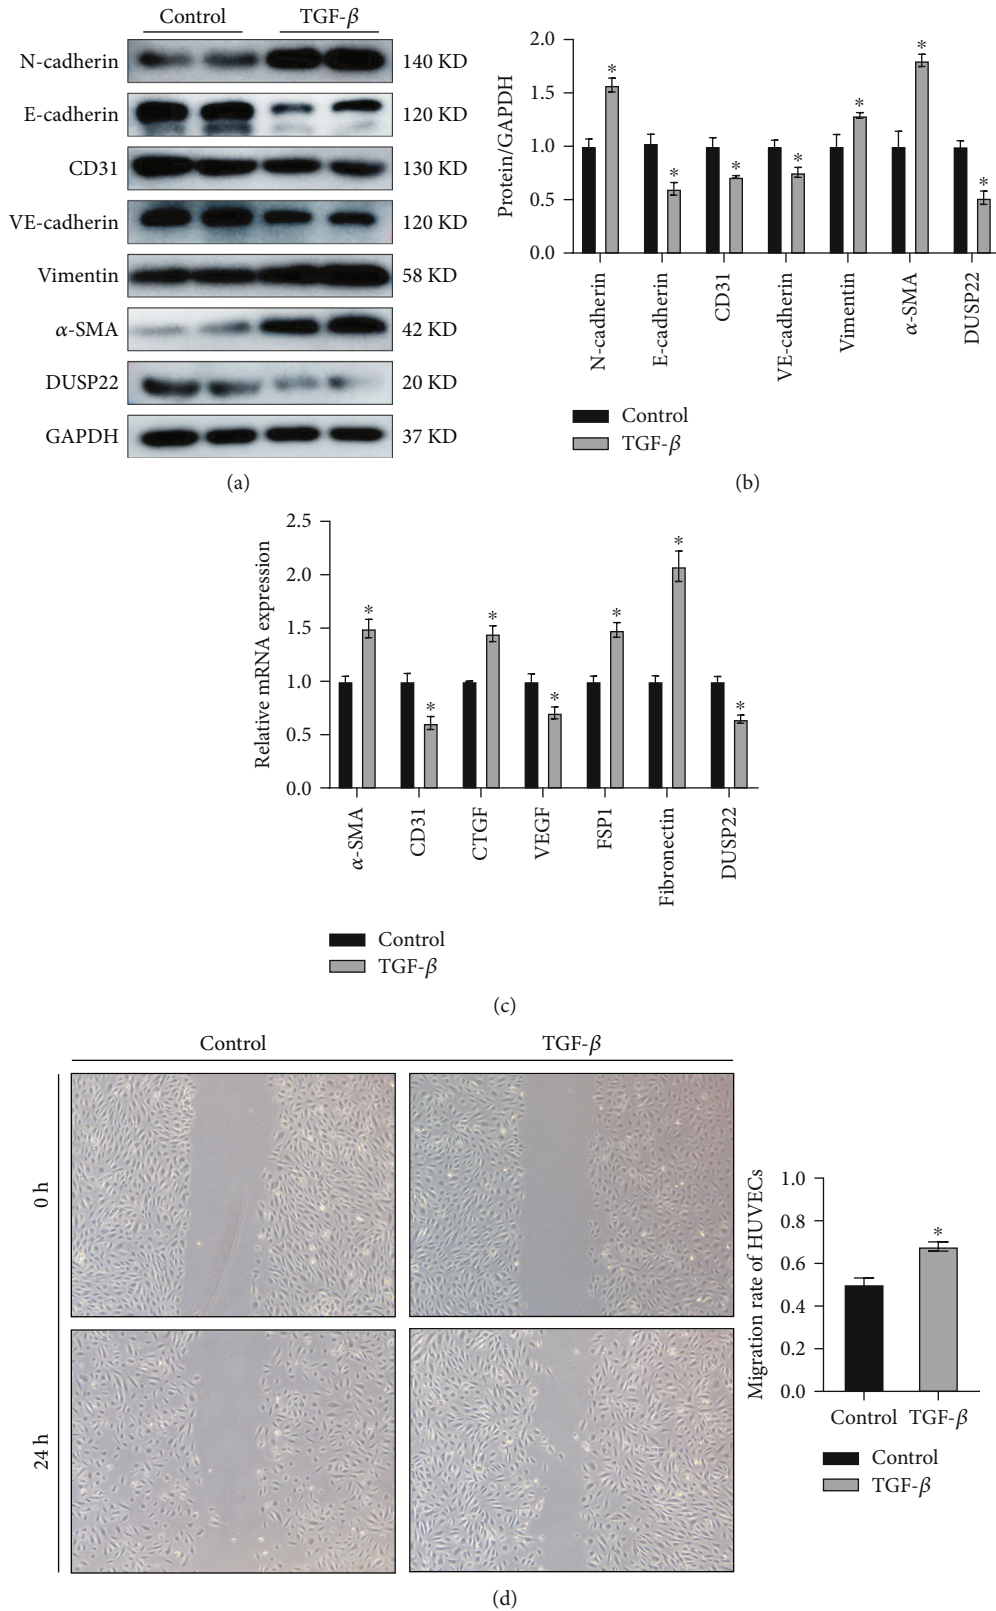 Control TGF-β
N-cadherin 140 KD
E-cadherin 120 KD
CD31 130 KD
VE-cadherin 120 KD
Vimentin 58 KD
α-SMA 42 KD
DUSP22 20 KD
GAPDH 37 KD
(a)
Protein/GAPDH
2.0
1.5
1.0
0.5
0.0
* * * * * * *
N-cadherin
E-cadherin
CD31
VE-cadherin
Vimentin
α-SMA
DUSP22
Control
TGF-β
(b)
Relative mRNA expression
2.5
2.0
1.5
1.0
0.5
0.0
* * * * * * *
α-SMA
CD31
CTGF
VEGF
FSP1
Fibronectin
DUSP22
Control
TGF-β
(c)
Control TGF-β
0 h
24 h
Migration rate of HUVECs
1.0
0.8
0.6
0.4
0.2
0.0
*
Control TGF-β
Control
TGF-β
(d)